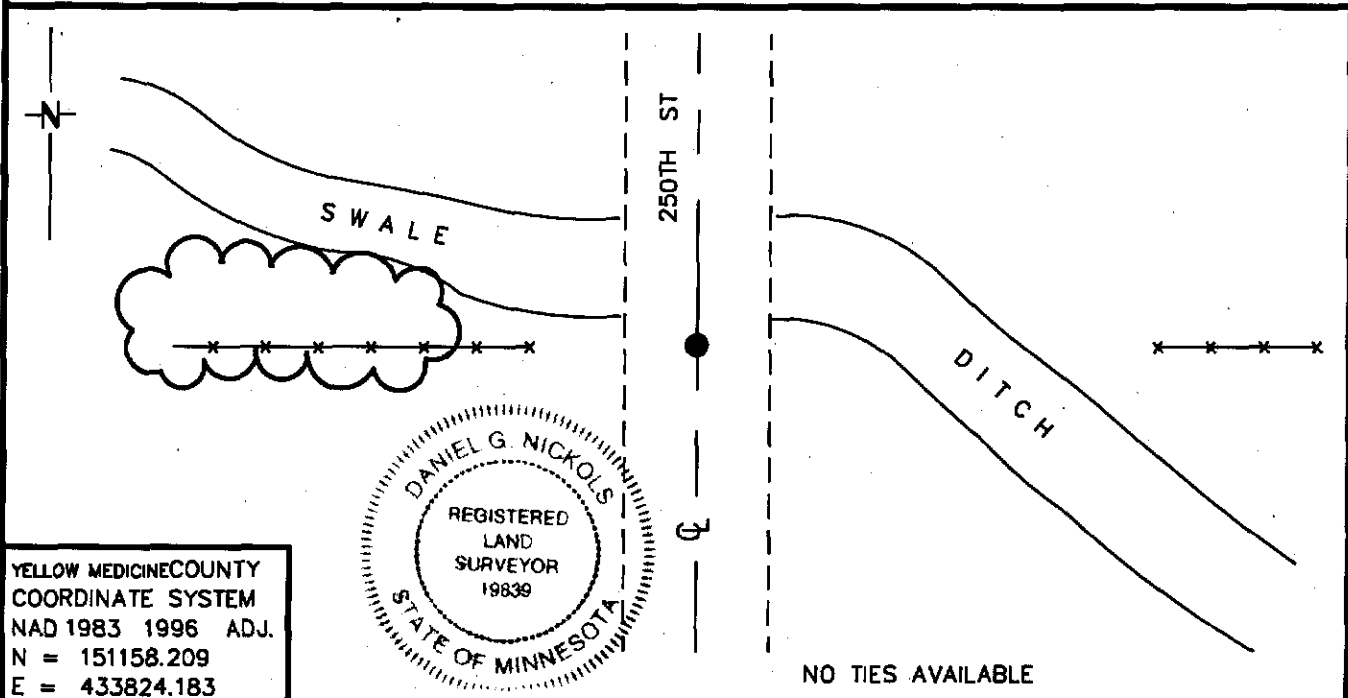 N
250TH ST
SWALE
DITCH
DANIEL G. NICKOLS
REGISTERED
LAND
SURVEYOR
19839
STATE OF MINNESOTA
℄
YELLOW MEDICINECOUNTY
COORDINATE SYSTEM
NAD 1983 1996 ADJ.
N = 151158.209
E = 433824.183
NO TIES AVAILABLE